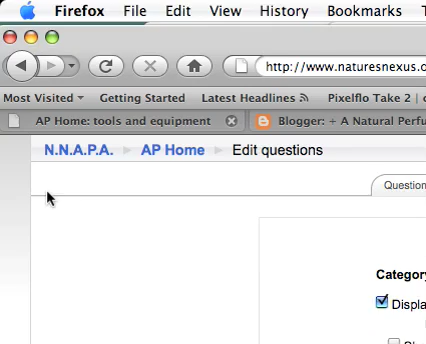 Firefox File Edit View History Bookmarks
http://www.naturesnexus.c
Most Visited Getting Started Latest Headlines Pixelflo Take 2 |
AP Home: tools and equipment Blogger: + A Natural Perfu
N.N.A.P.A. AP Home Edit questions
Question
Category
Displa